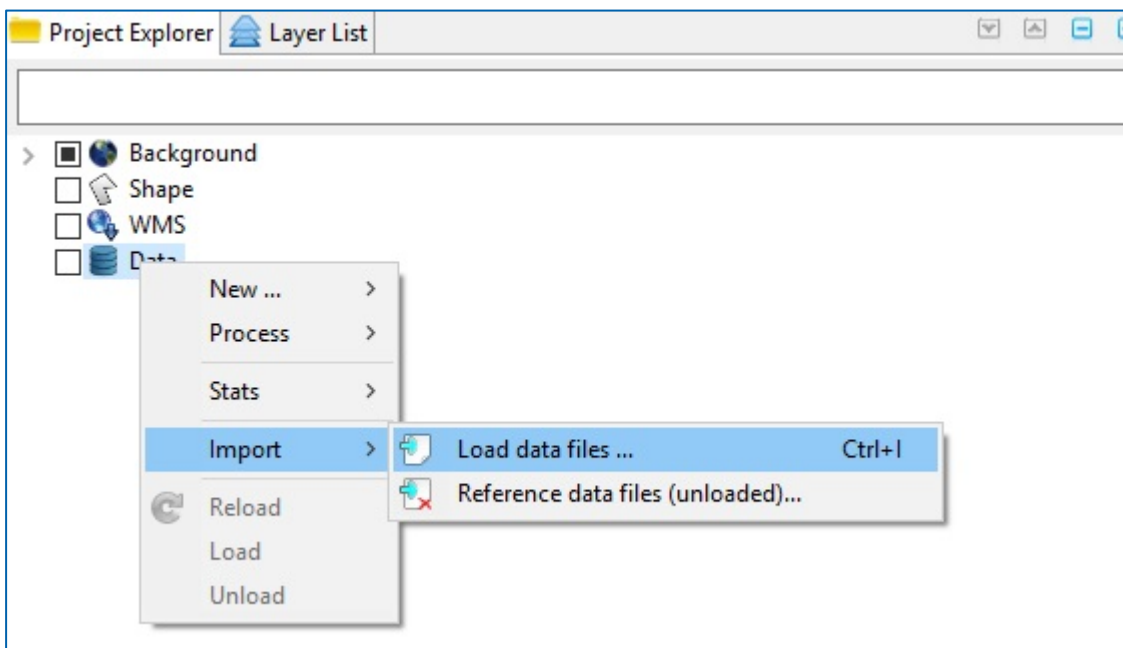 Project Explorer Layer List
Background
Shape
WMS
Data
New ... >
Process >
Stats >
Import > Load data files ... Ctrl+I
Reference data files (unloaded)...
Reload
Load
Unload